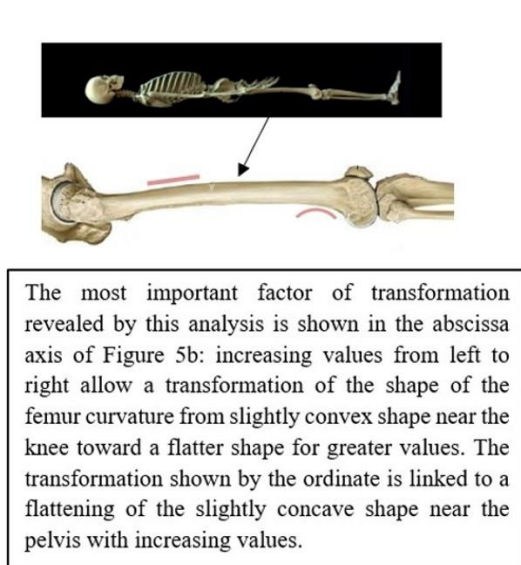 The most important factor of transformation
revealed by this analysis is shown in the abscissa
axis of Figure 5b: increasing values from left to
right allow a transformation of the shape of the
femur curvature from slightly convex shape near the
knee toward a flatter shape for greater values. The
transformation shown by the ordinate is linked to a
flattening of the slightly concave shape near the
pelvis with increasing values.